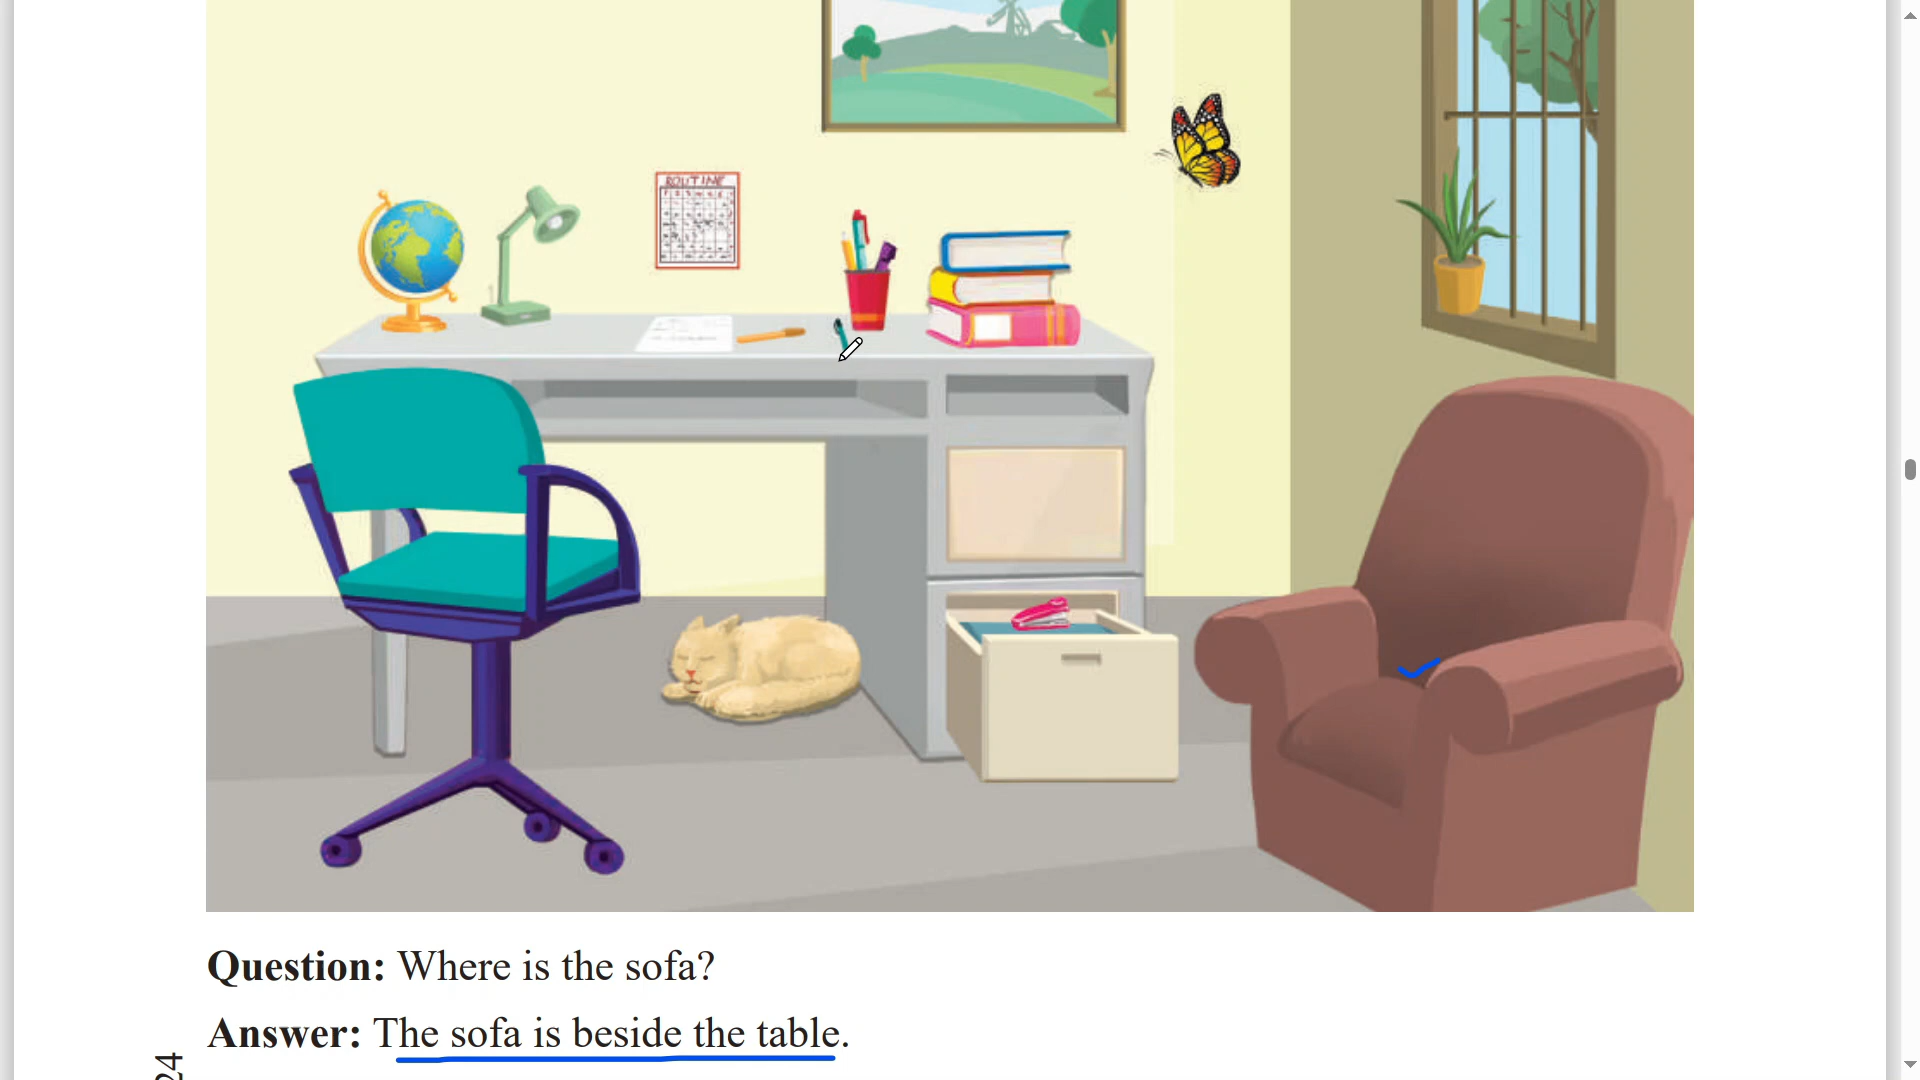 ROUTINE
Question: Where is the sofa?
Answer: The sofa is beside the table.
24